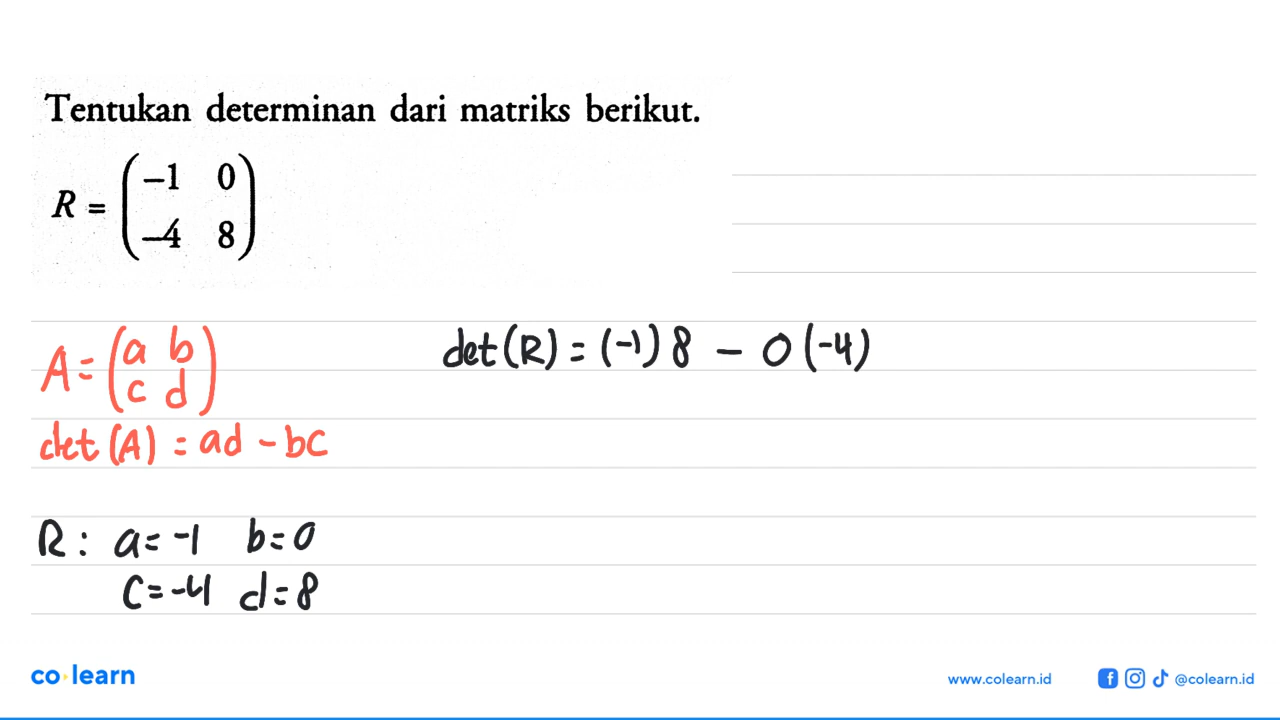 Tentukan determinan dari matriks berikut.
R = (-1 0
-4 8)
A = (a b
c d)
det (A) = ad - bc
R : a = -1 b = 0
c = -4 d = 8
det (R) = (-1) 8 - 0 (-4)
co learn
www.colearn.id @colearn.id